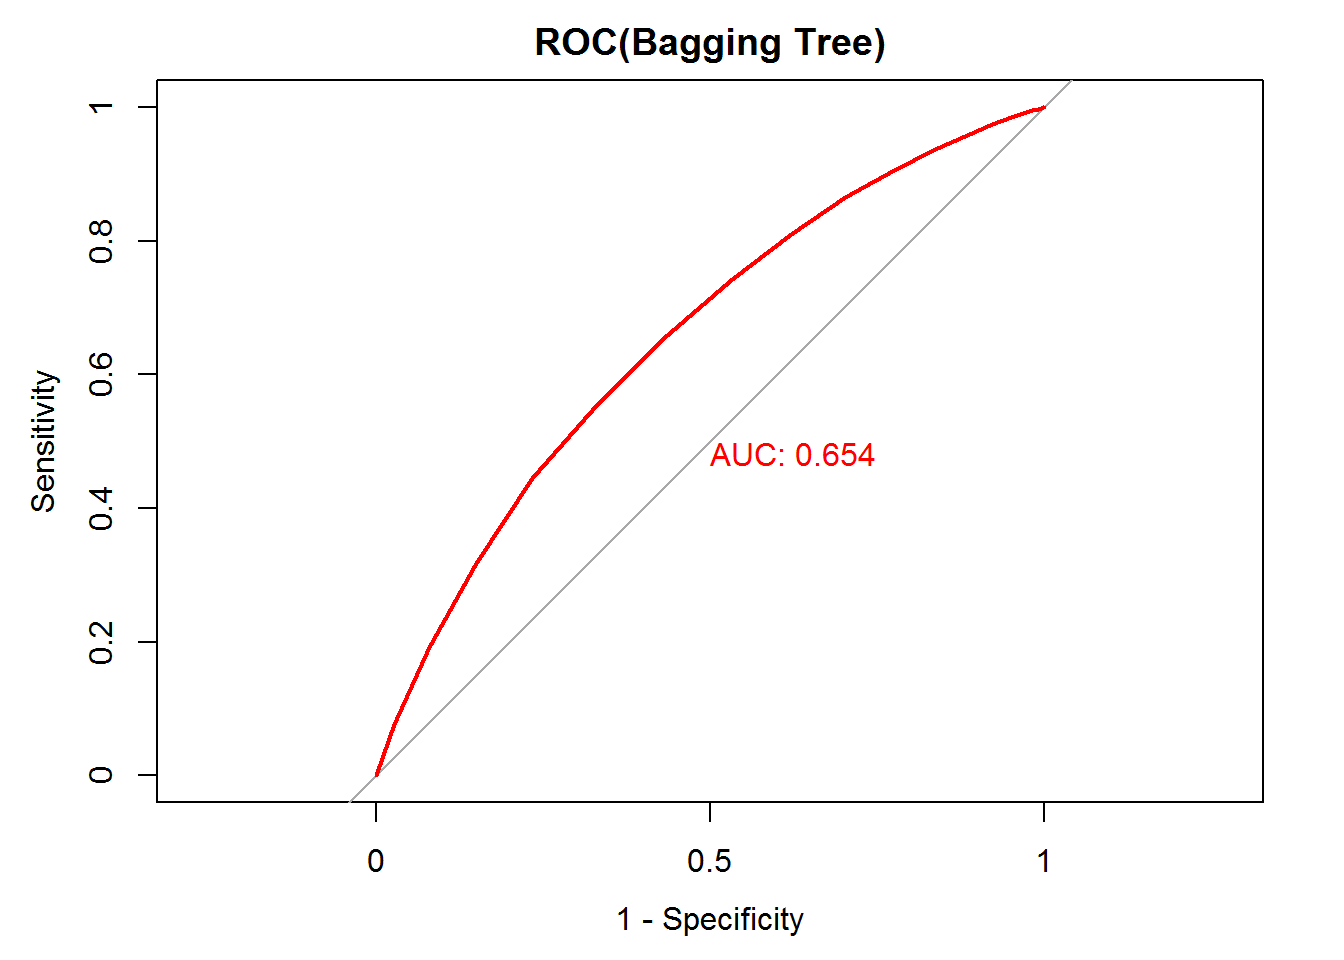 ROC(Bagging Tree)
1
0.8
0.6
0.4
0.2
0
Sensitivity
AUC: 0.654
0
0.5
1
1 - Specificity